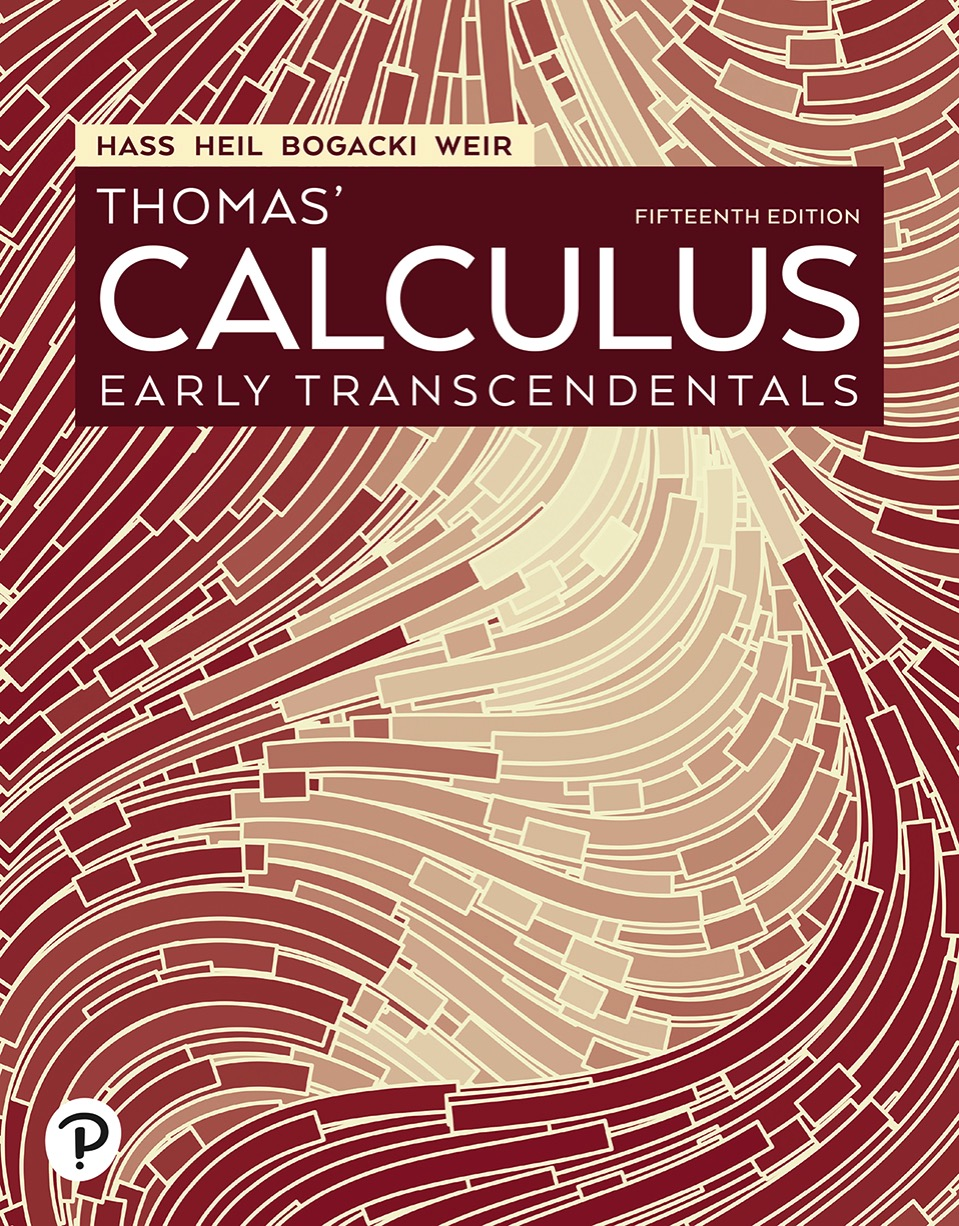 HASS HEIL BOGACKI WEIR
THOMAS'
FIFTEENTH EDITION
CALCULUS
EARLY TRANSCENDENTALS
P